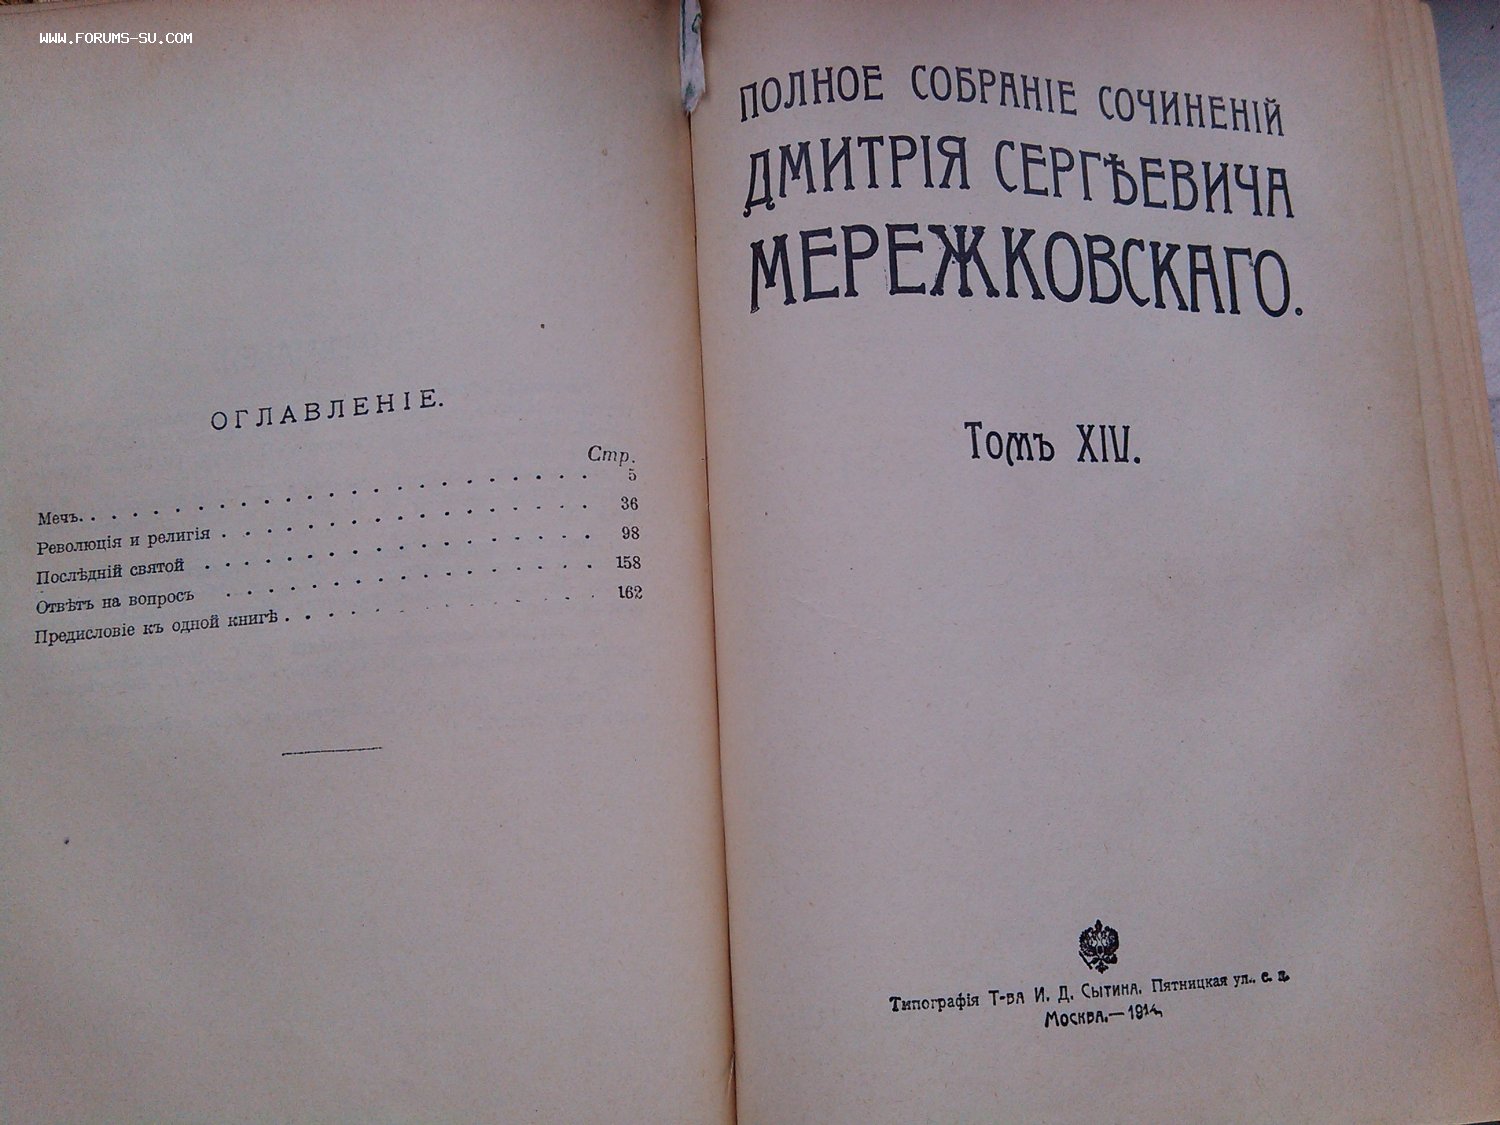 WWW.FORUMS-SU.COM
ОГЛАВЛЕНІЕ.
Стр.
Мечъ. 5
Революція и религія 36
Послѣдній святой 98
Отвѣтъ на вопросъ 158
Предисловіе къ одной книгѣ 162
ПОЛНОЕ СОБРАНІЕ СОЧИНЕНІЙ
ДМИТРІЯ СЕРГѢЕВИЧА
МЕРЕЖКОВСКАГО.
Томъ XIV.
Типографія Т-ва И. Д. Сытина. Пятницкая ул., с. д.
Москва.—1914.